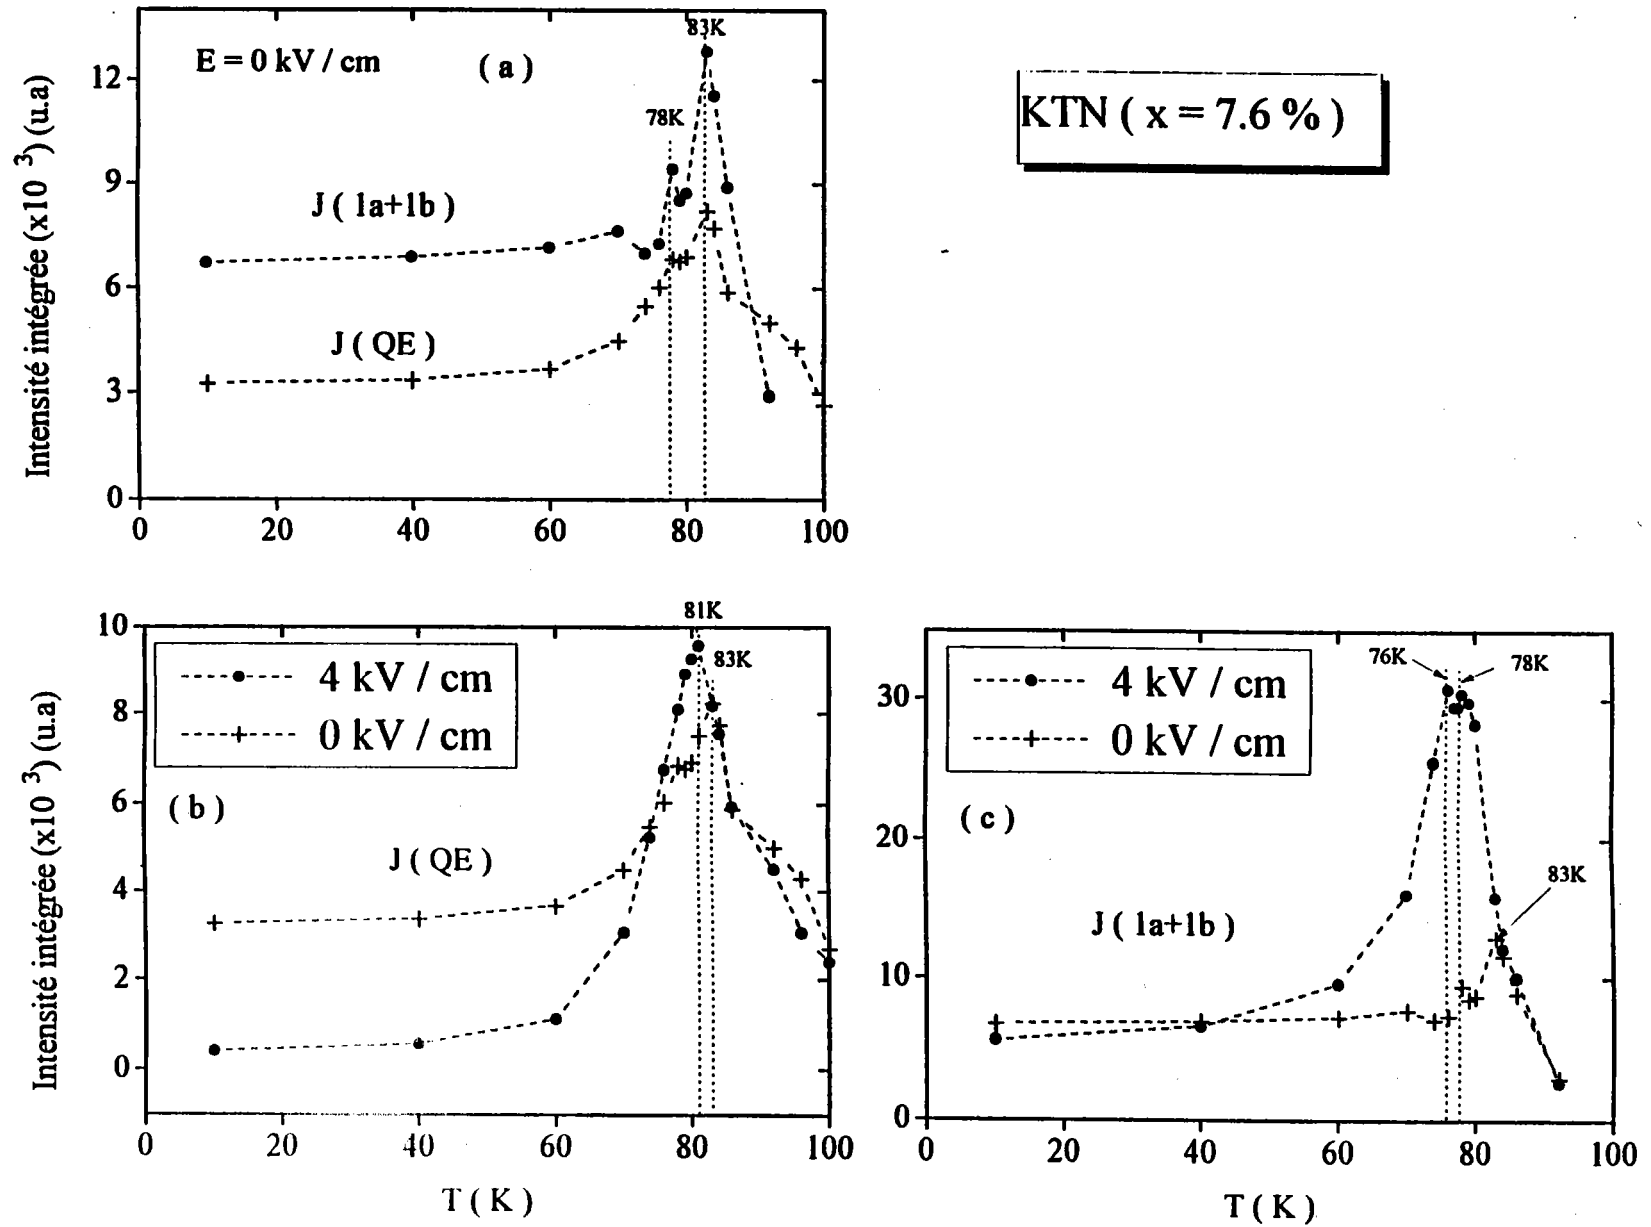 E = 0 kV / cm
( a )
83K
78K
J ( 1a+1b )
J ( QE )
Intensité intégrée (x10 ³) (u.a)
12
9
6
3
0
0 20 40 60 80 100
KTN ( x = 7.6 % )
81K
83K
4 kV / cm
0 kV / cm
( b )
J ( QE )
Intensité intégrée (x10 ³) (u.a)
10
8
6
4
2
0
0 20 40 60 80 100
T ( K )
76K
78K
4 kV / cm
0 kV / cm
( c )
83K
J ( 1a+1b )
30
20
10
0
0 20 40 60 80 100
T ( K )